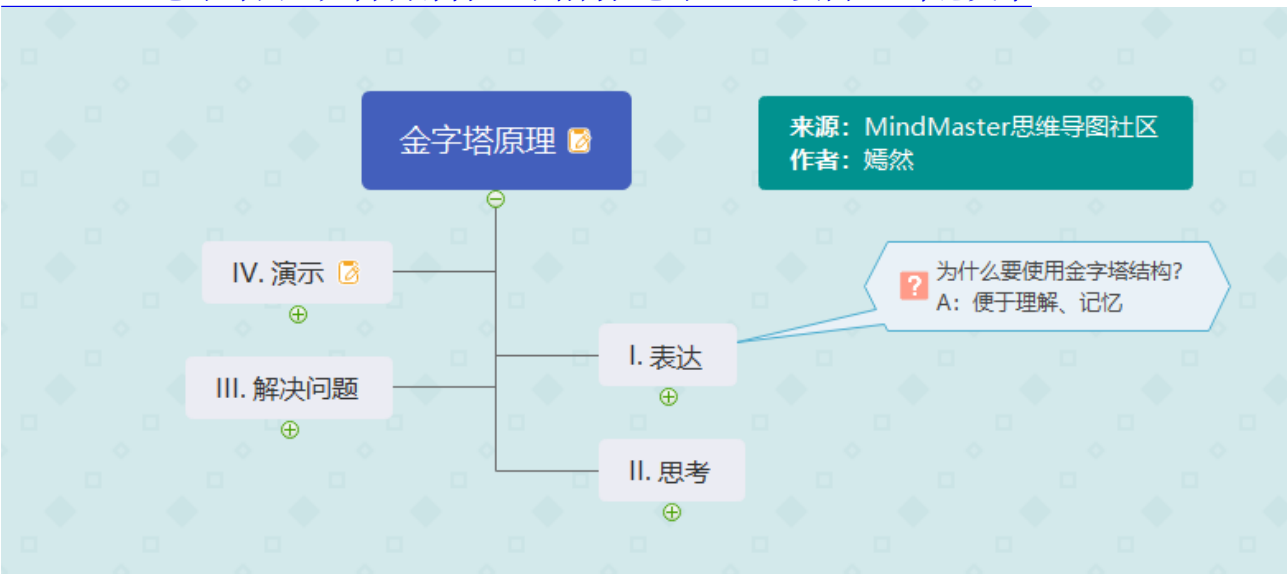 金字塔原理
来源：MindMaster思维导图社区
作者：嫣然
IV. 演示
为什么要使用金字塔结构?
A：便于理解、记忆
I. 表达
III. 解决问题
II. 思考